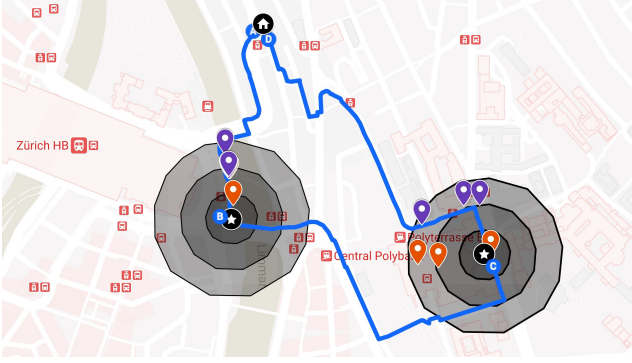 A
D
Zürich HB
B
Polyterrasse E
Central Polyba
C
Limmat